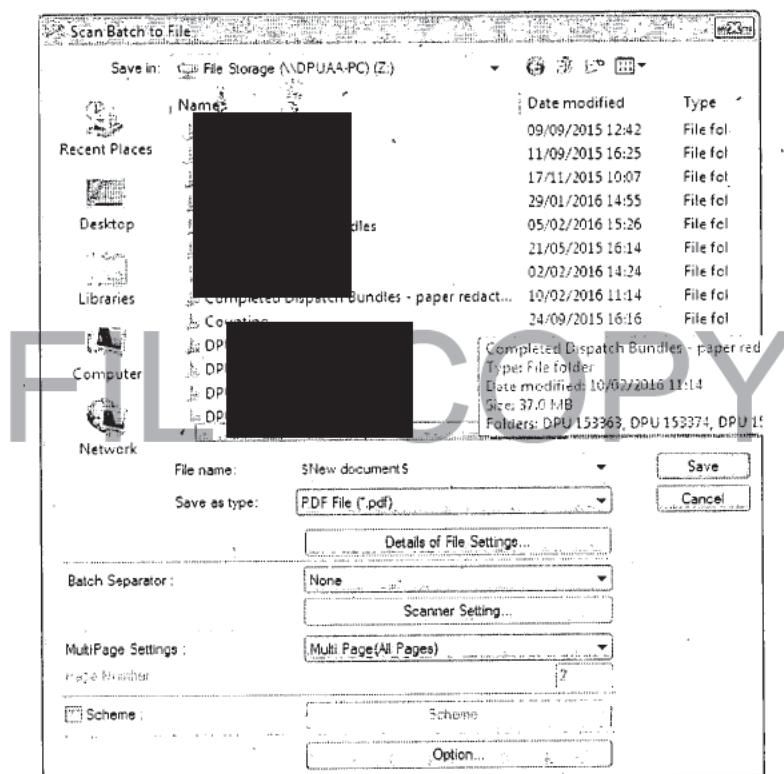 Scan Batch to File
Save in: File Storage (\\DPUAA-PC) (Z:)
Name Date modified Type
09/09/2015 12:42 File fol
Recent Places 11/09/2015 16:25 File fol
17/11/2015 10:07 File fol
29/01/2016 14:55 File fol
Desktop dles 05/02/2016 15:26 File fol
21/05/2015 16:14 File fol
02/02/2016 14:24 File fol
Libraries Completed Dispatch Bundles - paper redact... 10/02/2016 11:14 File fol
Counting 24/09/2015 16:16 File fol
DPU
Computer DPU
DPU
DPU
Completed Dispatch Bundles - paper red
Type: File folder
Date modified: 10/02/2016 11:14
Size: 37.0 MB
Folders: DPU 153363, DPU 153374, DPU 15
FILE COPY
Network
File name: $New document$ Save
Save as type: PDF File (*.pdf) Cancel
Details of File Settings...
Batch Separator : None
Scanner Setting...
MultiPage Settings : Multi Page(All Pages)
Page Number 2
Scheme : Scheme
Option...